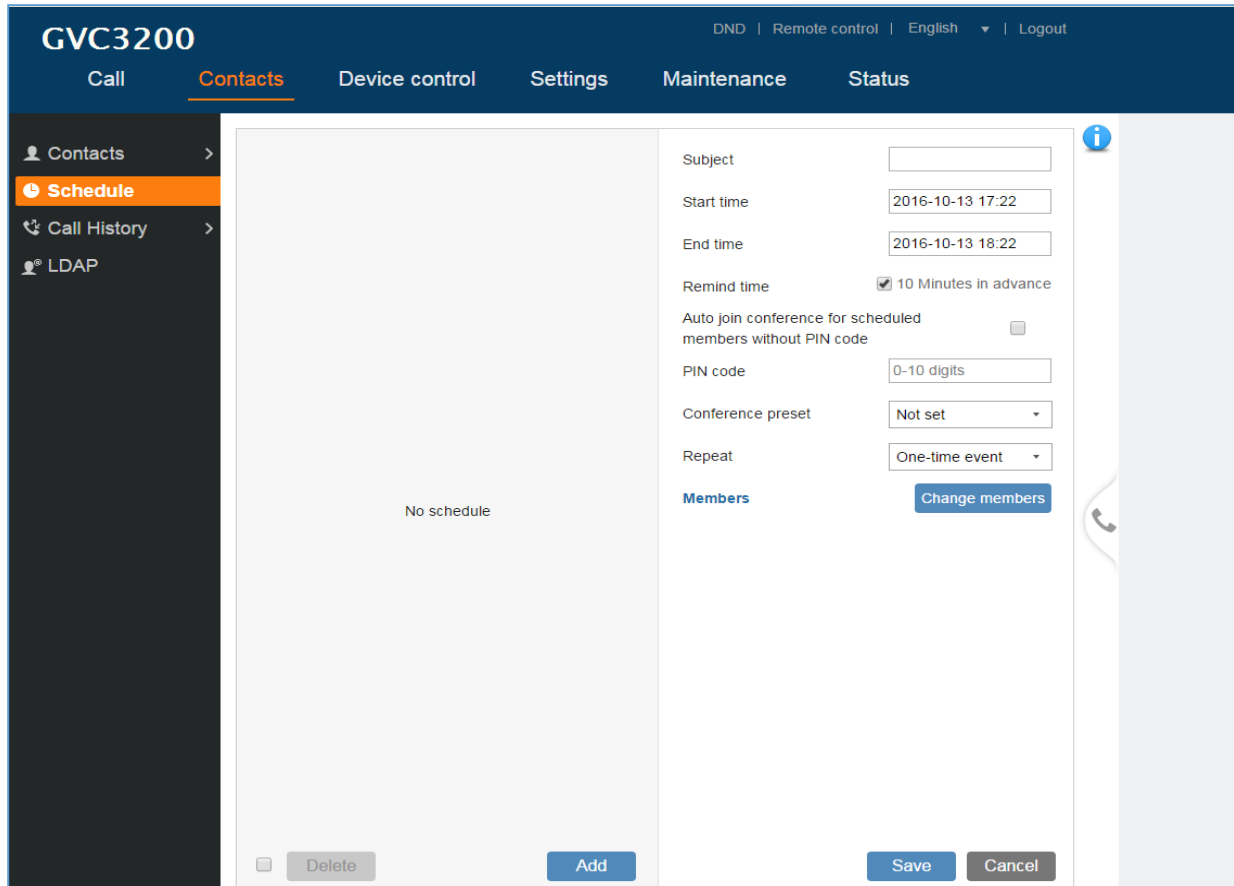 GVC3200
DND | Remote control | English | Logout
Call Contacts Device control Settings Maintenance Status
Contacts
Schedule
Call History
LDAP
No schedule
Delete
Add
Subject
Start time 2016-10-13 17:22
End time 2016-10-13 18:22
Remind time 10 Minutes in advance
Auto join conference for scheduled
members without PIN code
PIN code 0-10 digits
Conference preset Not set
Repeat One-time event
Members Change members
Save Cancel